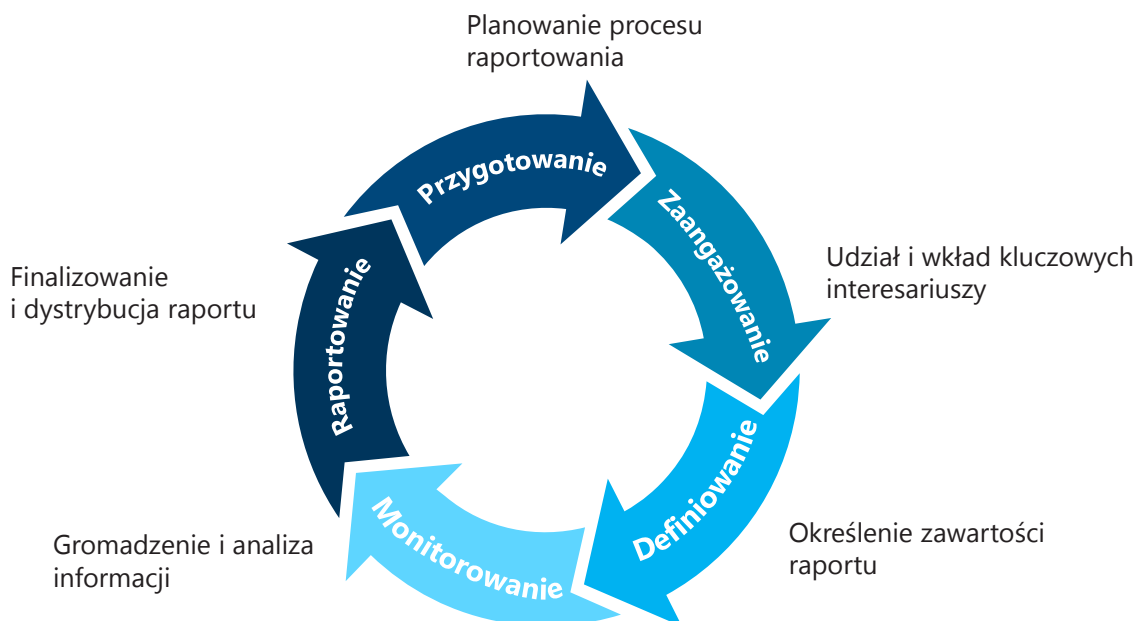 Planowanie procesu
raportowania
Przygotowanie
Zaangażowanie
Udział i wkład kluczowych
interesariuszy
Definiowanie
Określenie zawartości
raportu
Monitorowanie
Gromadzenie i analiza
informacji
Raportowanie
Finalizowanie
i dystrybucja raportu